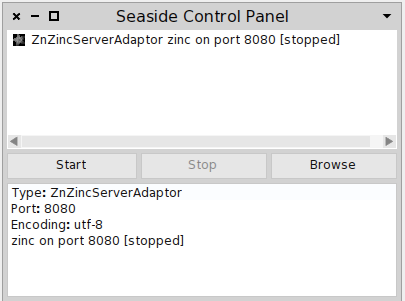 Seaside Control Panel
ZnZincServerAdaptor zinc on port 8080 [stopped]
Start Stop Browse
Type: ZnZincServerAdaptor
Port: 8080
Encoding: utf-8
zinc on port 8080 [stopped]